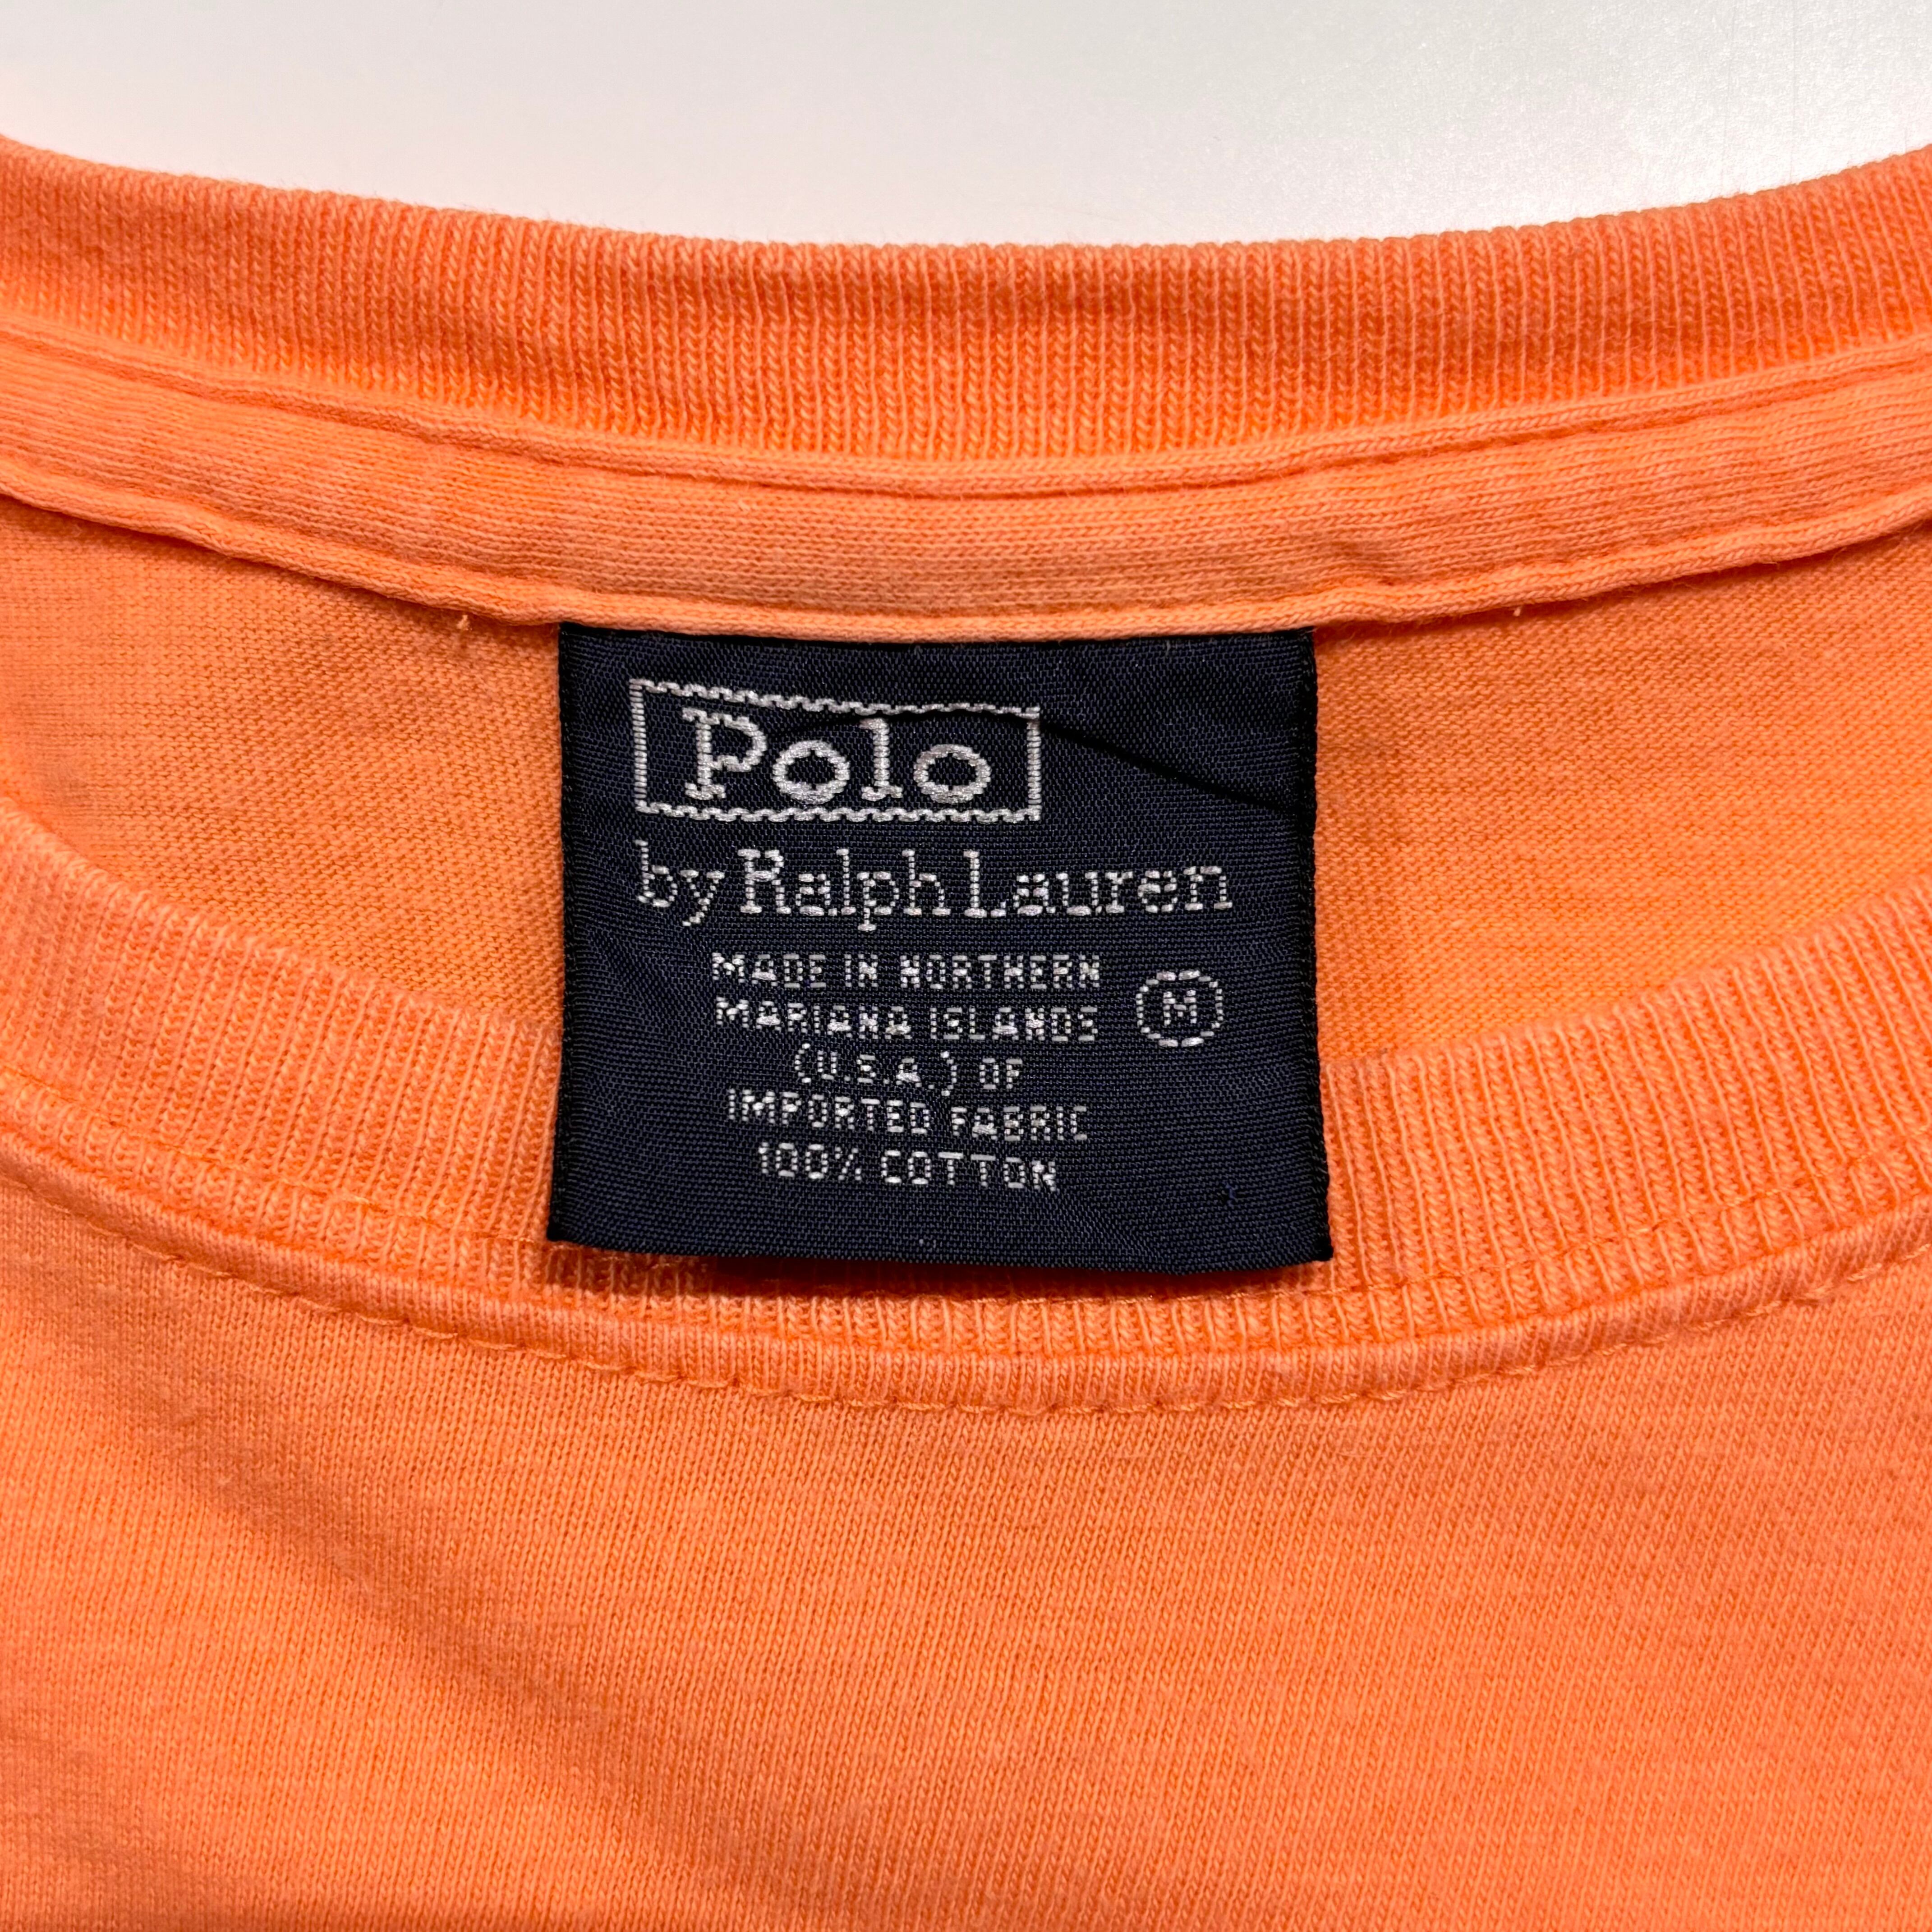 Polo
by Ralph Lauren
MADE IN NORTHERN
MARIANA ISLANDS
M
(U.S.A.) OF
IMPORTED FABRIC
100% COTTON